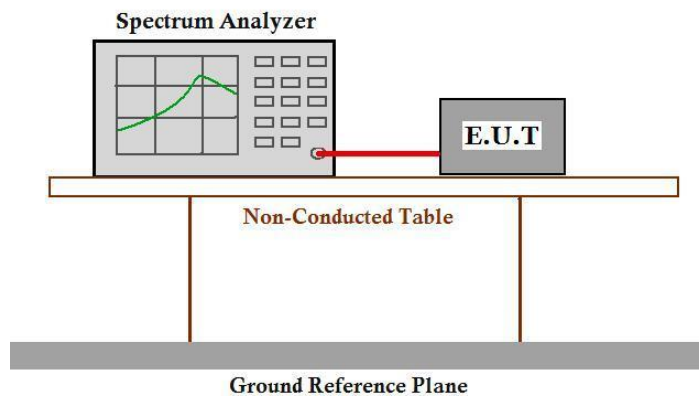 Spectrum Analyzer
E.U.T
Non-Conducted Table
Ground Reference Plane